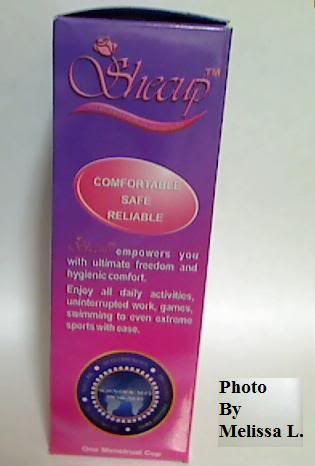 Shecup™
COMFORTABLE
SAFE
RELIABLE
Shecup™ empowers you
with ultimate freedom and
hygienic comfort.
Enjoy all daily activities,
uninterrupted work, games,
swimming to even extreme
sports with ease.
One Menstrual Cup
Photo
By
Melissa L.